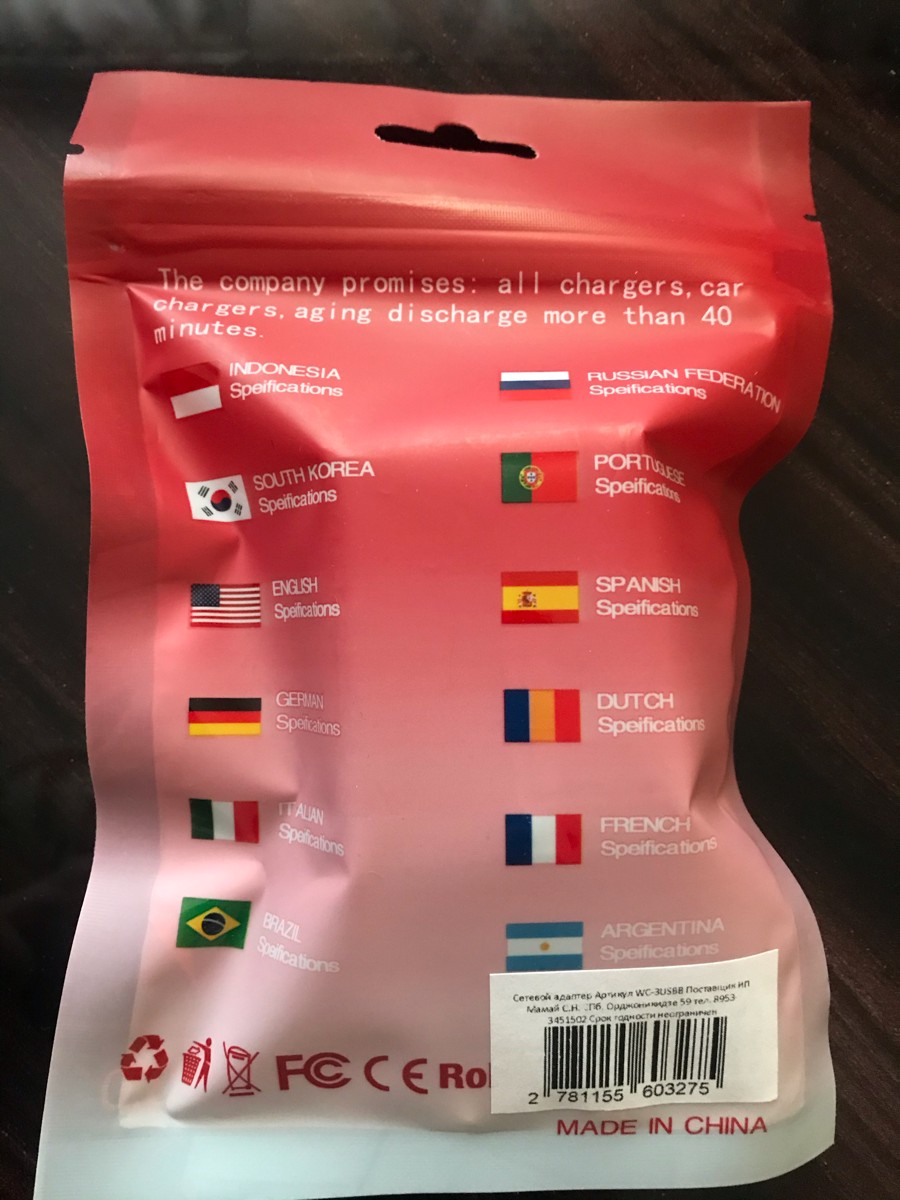 The company promises: all chargers, car
chargers, aging discharge more than 40
minutes.
INDONESIA
Speifications
RUSSIAN FEDERATION
Speifications
SOUTH KOREA
Speifications
PORTUGUESE
Speifications
ENGLISH
Speifications
SPANISH
Speifications
GERMAN
Speifications
DUTCH
Speifications
ITALIAN
Speifications
FRENCH
Speifications
BRAZIL
Speifications
ARGENTINA
Speifications
Сетевой адаптер Артикул WC-3USBB Поставщик ИП
Мамай С.Н. СПб. Орджоникидзе 59 тел. 8953
3451502 Срок годности неограничен
2 781155 603275
FC CE Ro
MADE IN CHINA